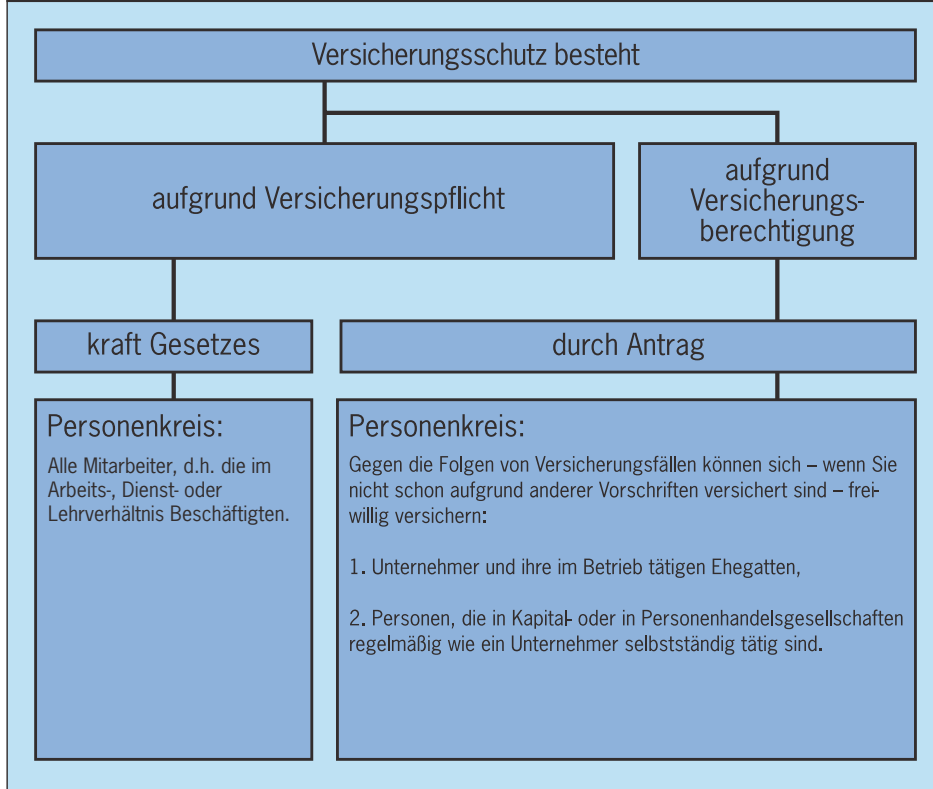 Versicherungsschutz besteht
aufgrund Versicherungspflicht
aufgrund
Versicherungs-
berechtigung
kraft Gesetzes
durch Antrag
Personenkreis:
Alle Mitarbeiter, d.h. die im
Arbeits-, Dienst- oder
Lehrverhältnis Beschäftigten.
Personenkreis:
Gegen die Folgen von Versicherungsfällen können sich – wenn Sie
nicht schon aufgrund anderer Vorschriften versichert sind – frei-
willig versichern:
1. Unternehmer und ihre im Betrieb tätigen Ehegatten,
2. Personen, die in Kapital- oder in Personenhandelsgesellschaften
regelmäßig wie ein Unternehmer selbstständig tätig sind.